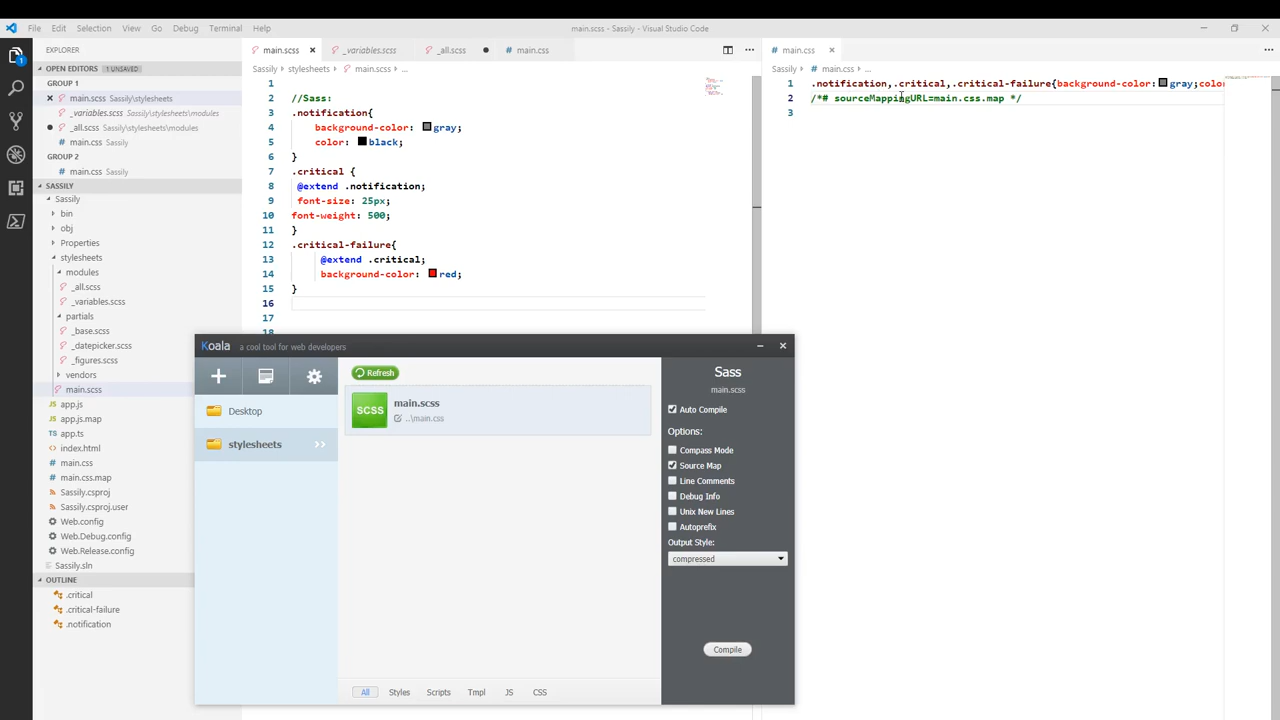 File Edit Selection View Go Debug Terminal Help
main.scss - Sassily - Visual Studio Code
EXPLORER
OPEN EDITORS 1 UNSAVED
GROUP 1
main.scss Sassily\stylesheets
_variables.scss Sassily\stylesheets\mod...
_all.scss Sassily\stylesheets\modules
main.css Sassily
GROUP 2
main.css Sassily
SASSILY
Sassily
bin
obj
Properties
stylesheets
modules
_all.scss
_variables.scss
partials
_base.scss
_datepicker.scss
_figures.scss
vendors
main.scss
app.js
app.js.map
app.ts
index.html
main.css
main.css.map
Sassily.csproj
Sassily.csproj.user
Web.config
Web.Debug.config
Web.Release.config
Sassily.sln
OUTLINE
.critical
.critical-failure
.notification
main.scss _variables.scss _all.scss main.css
Sassily stylesheets main.scss ...
1
2 //Sass:
3 .notification{
4 background-color: gray;
5 color: black;
6 }
7 .critical {
8 @extend .notification;
9 font-size: 25px;
10 font-weight: 500;
11 }
12 .critical-failure{
13 @extend .critical;
14 background-color: red;
15 }
16
17
18
main.css
Sassily # main.css ...
1 .notification,.critical,.critical-failure{background-color: gray;color
2 /*# sourceMappingURL=main.css.map */
3
Koala a cool tool for web developers
Desktop
stylesheets
Refresh
SCSS
main.scss
..\main.css
All Styles Scripts Tmpl JS CSS
Sass
main.scss
Auto Compile
Options:
Compass Mode
Source Map
Line Comments
Debug Info
Unix New Lines
Autoprefix
Output Style:
compressed
Compile